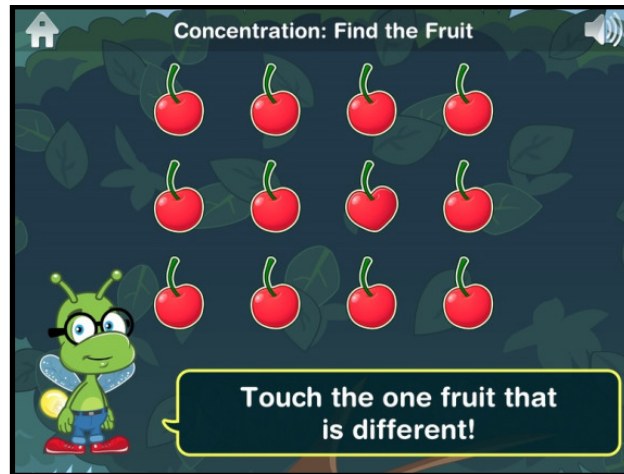 Concentration: Find the Fruit
Touch the one fruit that
is different!